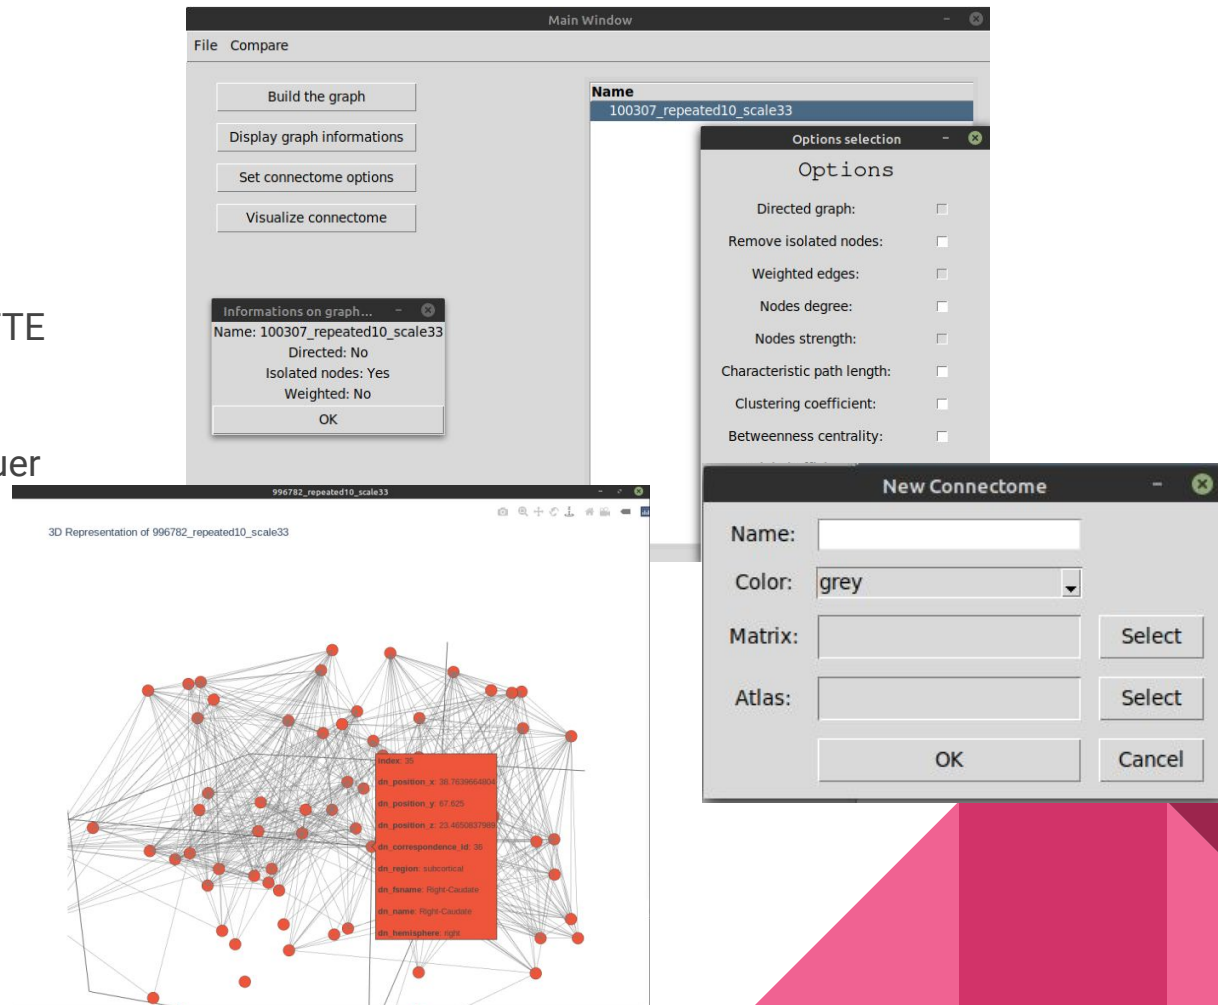 Main Window
File Compare
Build the graph
Display graph informations
Set connectome options
Visualize connectome
Name
100307_repeated10_scale33
Options selection
Options
Directed graph:
Remove isolated nodes:
Weighted edges:
Nodes degree:
Nodes strength:
Characteristic path length:
Clustering coefficient:
Betweenness centrality:
Informations on graph...
Name: 100307_repeated10_scale33
Directed: No
Isolated nodes: Yes
Weighted: No
OK
TE
uer
996782_repeated10_scale33
3D Representation of 996782_repeated10_scale33
index: 35
dn_position_x: 36.7639664804
dn_position_y: 67.625
dn_position_z: 23.4650837989
dn_correspondence_id: 36
dn_region: subcortical
dn_fsname: Right-Caudate
dn_name: Right-Caudate
dn_hemisphere: right
New Connectome
Name:
Color: grey
Matrix: Select
Atlas: Select
OK Cancel